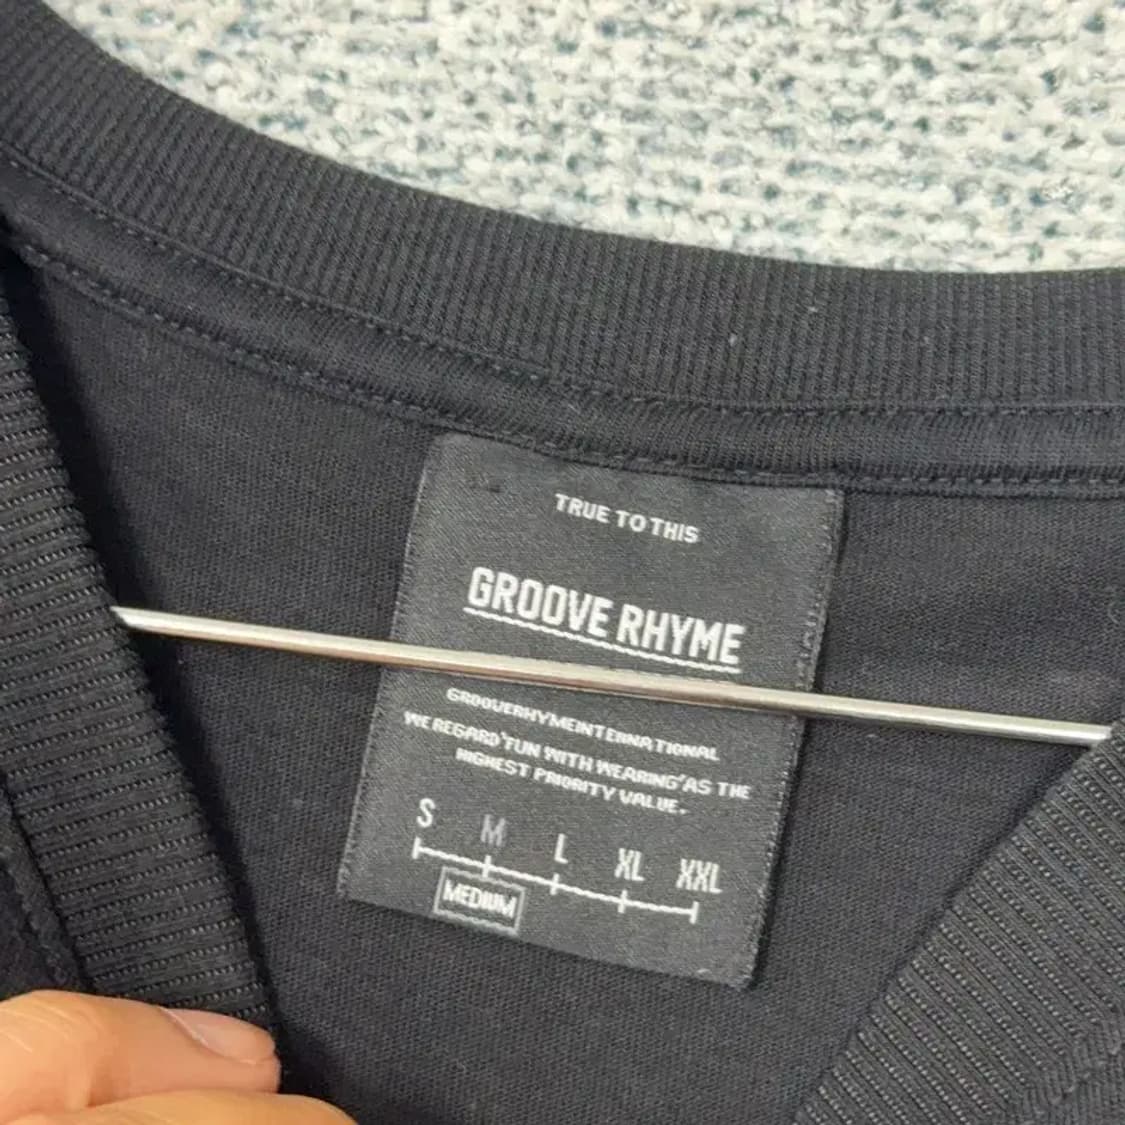 TRUE TO THIS
GROOVE RHYME
GROOVERHYMEINTERNATIONAL
WE REGARD 'FUN WITH WEARING' AS THE
HIGHEST PRIORITY VALUE.
S M L XL XXL
MEDIUM